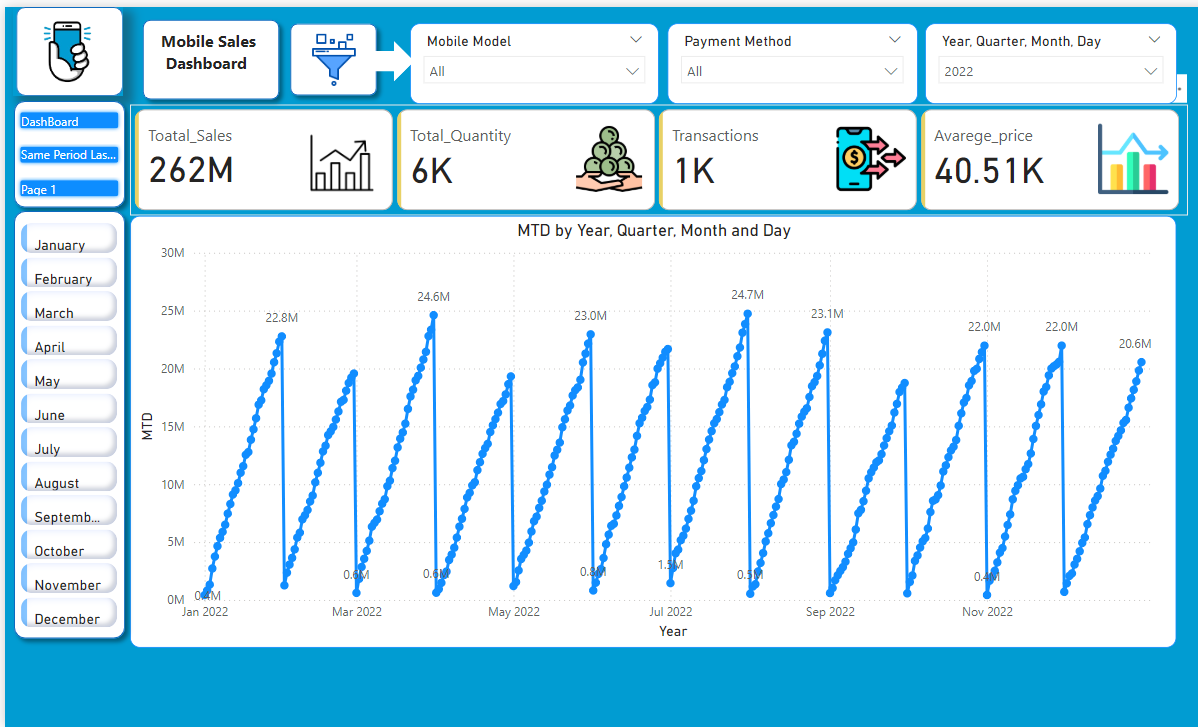 Mobile Sales
Dashboard
Mobile Model
All
Payment Method
All
Year, Quarter, Month, Day
2022
DashBoard
Same Period Las...
Page 1
Toatal_Sales
262M
Total_Quantity
6K
Transactions
1K
Avarege_price
40.51K
January
February
March
April
May
June
July
August
Septemb...
October
November
December
MTD by Year, Quarter, Month and Day
MTD
30M
25M
20M
15M
10M
5M
0M
22.8M
24.6M
23.0M
24.7M
23.1M
22.0M
22.0M
20.6M
0.6M
0.6M
0.8M
0.5M
0.4M
Jan 2022
Mar 2022
May 2022
Jul 2022
Sep 2022
Nov 2022
Year